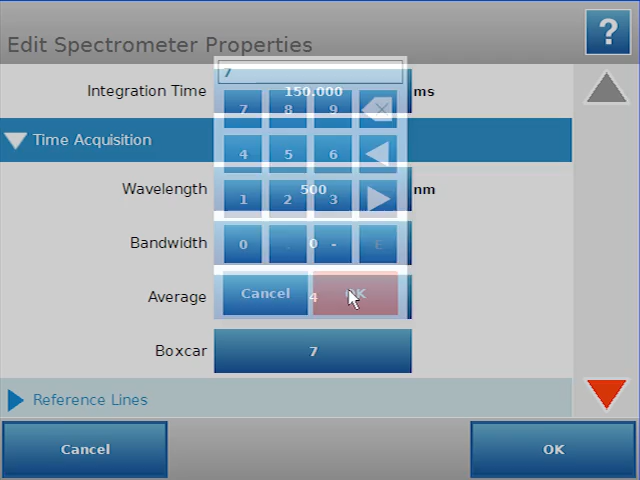 Edit Spectrometer Properties
?
7
Integration Time 150.000 ms
7 8 9
Time Acquisition
4 5 6
Wavelength 500 nm
1 2 3
Bandwidth 0
0 . - E
Cancel OK
Average 4
Boxcar 7
Reference Lines
Cancel OK